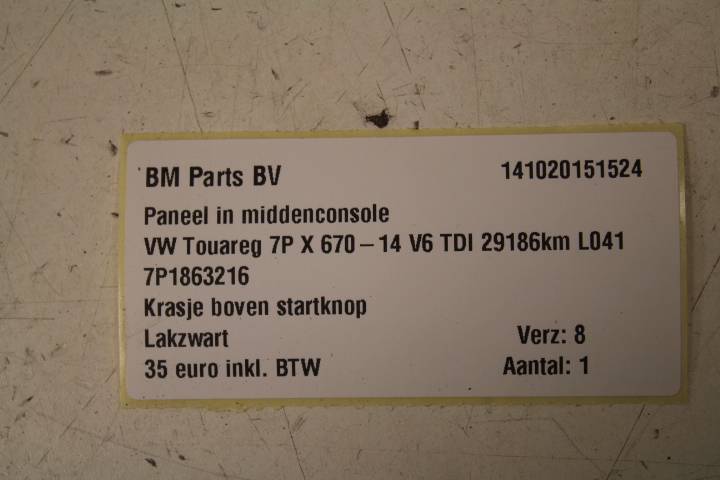 BM Parts BV 141020151524
Paneel in middenconsole
VW Touareg 7P X 670-14 V6 TDI 29186km L041
7P1863216
Krasje boven startknop
Lakzwart Verz: 8
35 euro inkl. BTW Aantal: 1